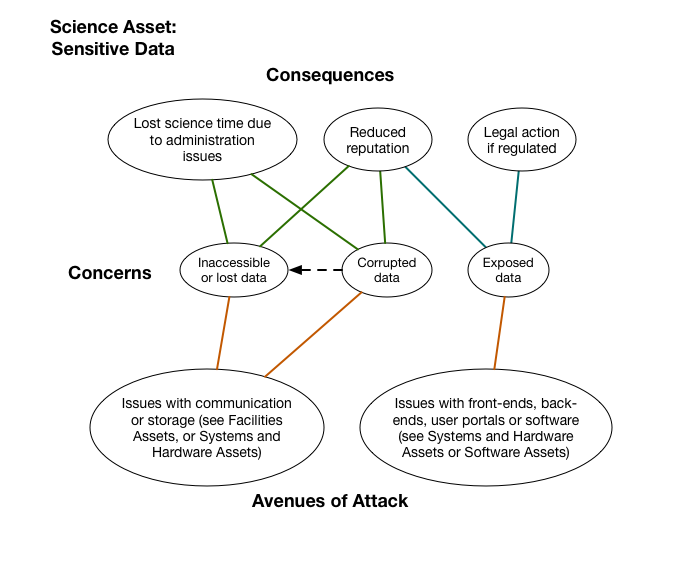 Science Asset:
Sensitive Data
Consequences
Lost science time due
to administration
issues
Reduced
reputation
Legal action
if regulated
Concerns
Inaccessible
or lost data
Corrupted
data
Exposed
data
Issues with communication
or storage (see Facilities
Assets, or Systems and
Hardware Assets)
Issues with front-ends, back-
ends, user portals or software
(see Systems and Hardware
Assets or Software Assets)
Avenues of Attack